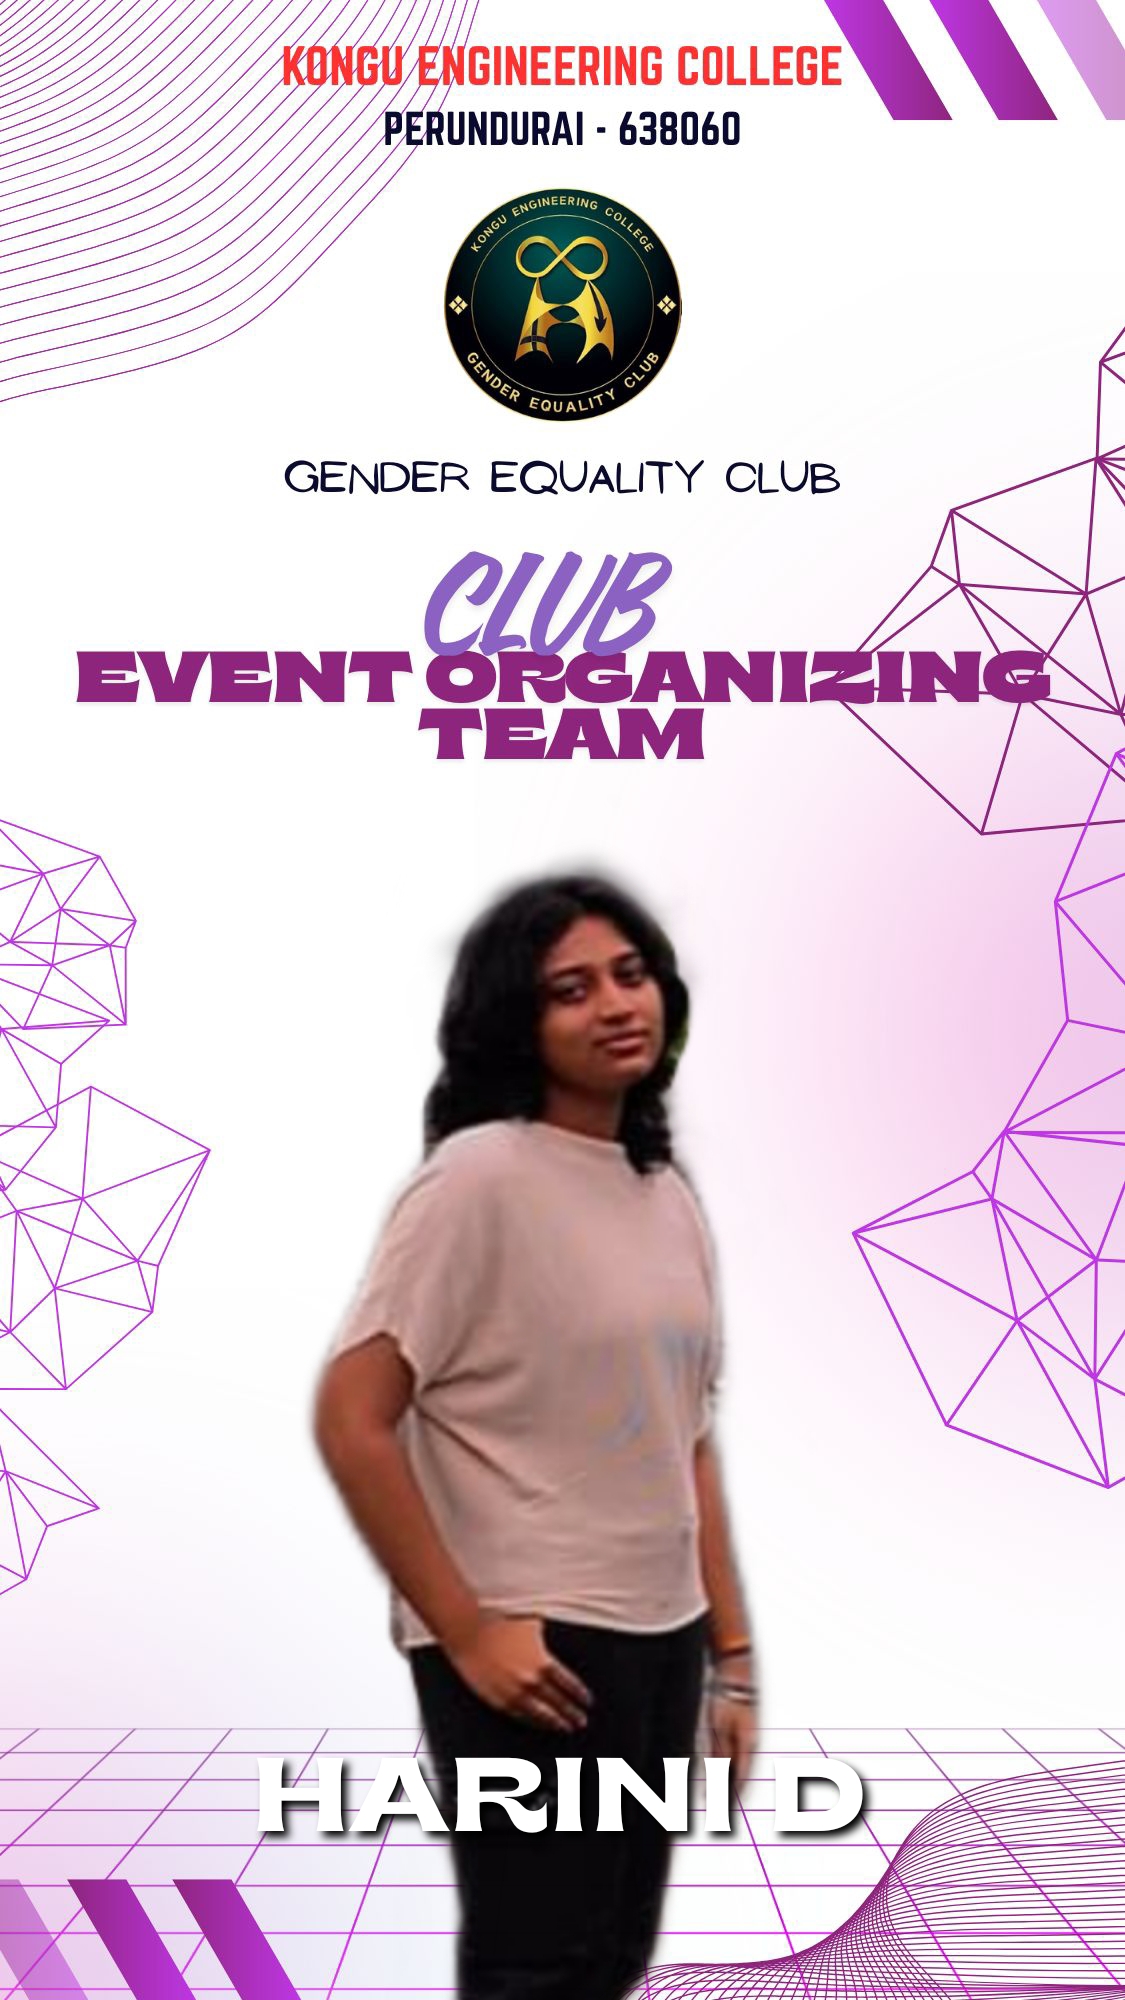 KONGU ENGINEERING COLLEGE
PERUNDURAI - 638060
KONGU ENGINEERING COLLEGE
GENDER EQUALITY CLUB
GENDER EQUALITY CLUB
CLUB
EVENT ORGANIZING
TEAM
HARINI D